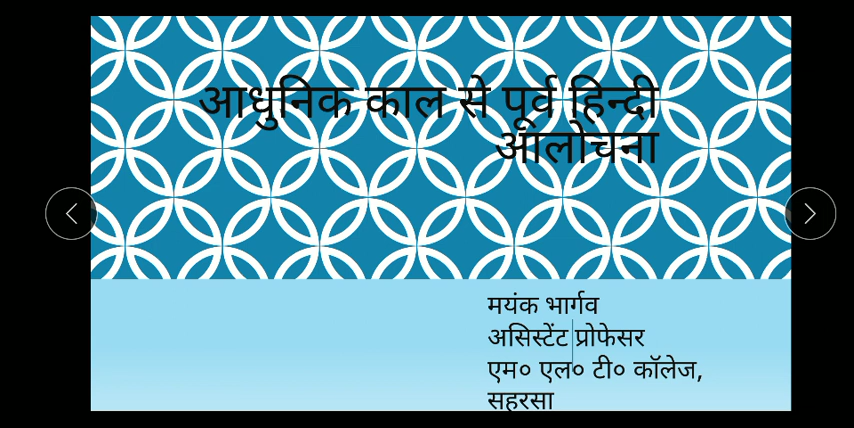 आधुनिक काल से पूर्व हिन्दी
आलोचना
मयंक भार्गव
असिस्टेंट प्रोफेसर
एम० एल० टी० कॉलेज,
सहरसा